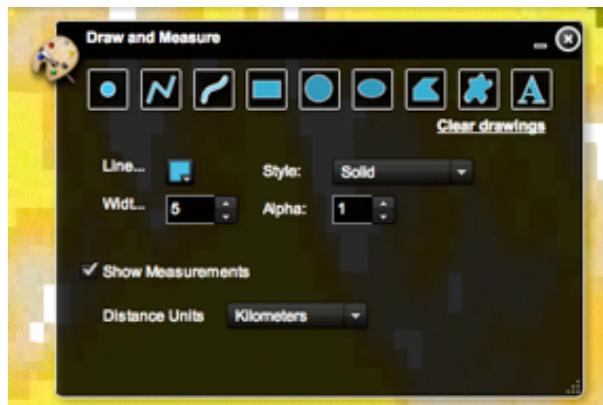 Draw and Measure
A
Clear drawings
Line... Style: Solid
Widt... 5 Alpha: 1
Show Measurements
Distance Units Kilometers